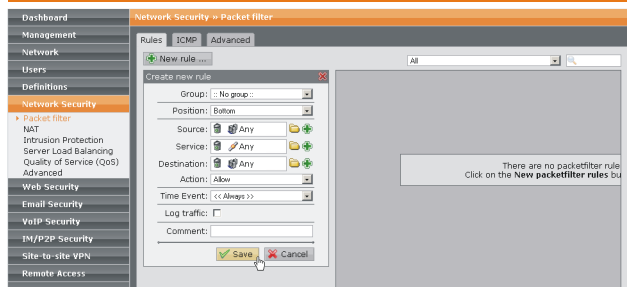 Dashboard
Management
Network
Users
Definitions
Network Security
Packet filter
NAT
Intrusion Protection
Server Load Balancing
Quality of Service (QoS)
Advanced
Web Security
Email Security
VoIP Security
IM/P2P Security
Site-to-site VPN
Remote Access
Network Security » Packet filter
Rules ICMP Advanced
New rule ...
All
Create new rule
Group: :: No group ::
Position: Bottom
Source: Any
Service: Any
Destination: Any
Action: Allow
Time Event: << Always >>
Log traffic:
Comment:
Save Cancel
There are no packetfilter rule
Click on the New packetfilter rules bu